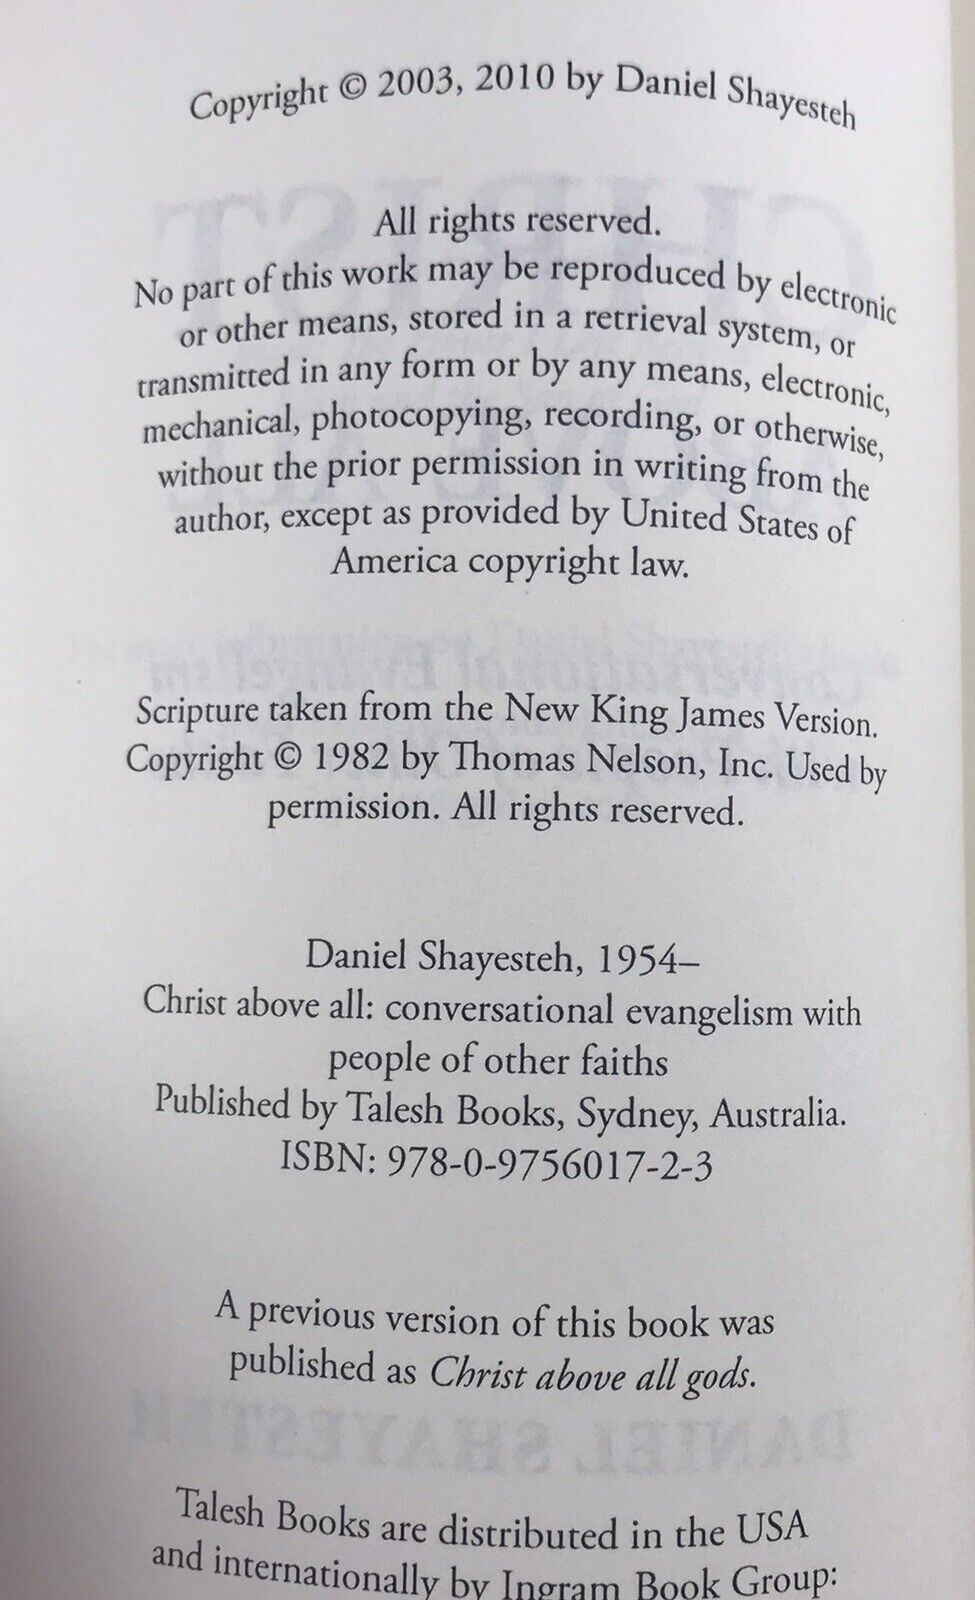 Copyright © 2003, 2010 by Daniel Shayesteh
All rights reserved.
No part of this work may be reproduced by electronic
or other means, stored in a retrieval system, or
transmitted in any form or by any means, electronic,
mechanical, photocopying, recording, or otherwise,
without the prior permission in writing from the
author, except as provided by United States of
America copyright law.
Scripture taken from the New King James Version.
Copyright © 1982 by Thomas Nelson, Inc. Used by
permission. All rights reserved.
Daniel Shayesteh, 1954–
Christ above all: conversational evangelism with
people of other faiths
Published by Talesh Books, Sydney, Australia.
ISBN: 978-0-9756017-2-3
A previous version of this book was
published as Christ above all gods.
Talesh Books are distributed in the USA
and internationally by Ingram Book Group: